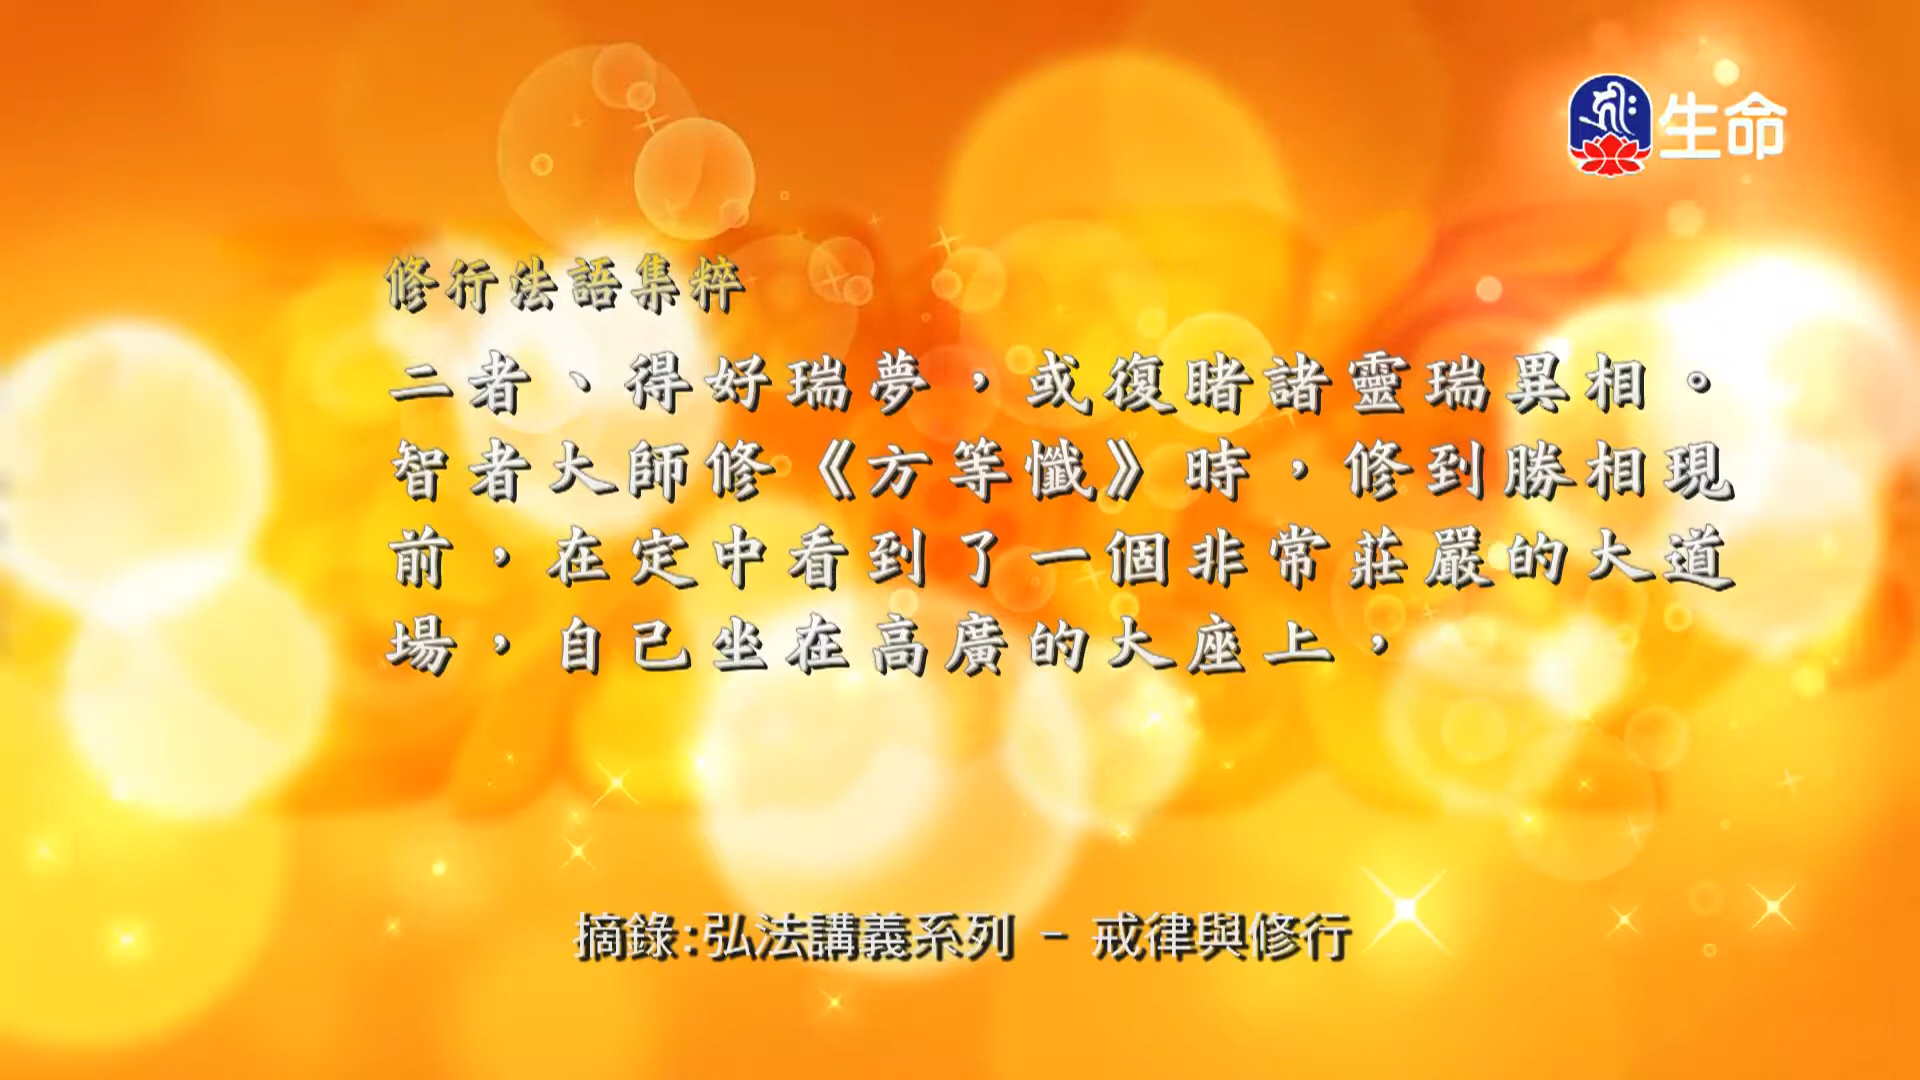 生命
修行法語集粹
二者、得好瑞夢，或復睹諸靈瑞異相。
智者大師修《方等懺》時，修到勝相現
前，在定中看到了一個非常莊嚴的大道
場，自己坐在高廣的大座上，
摘錄:弘法講義系列 - 戒律與修行